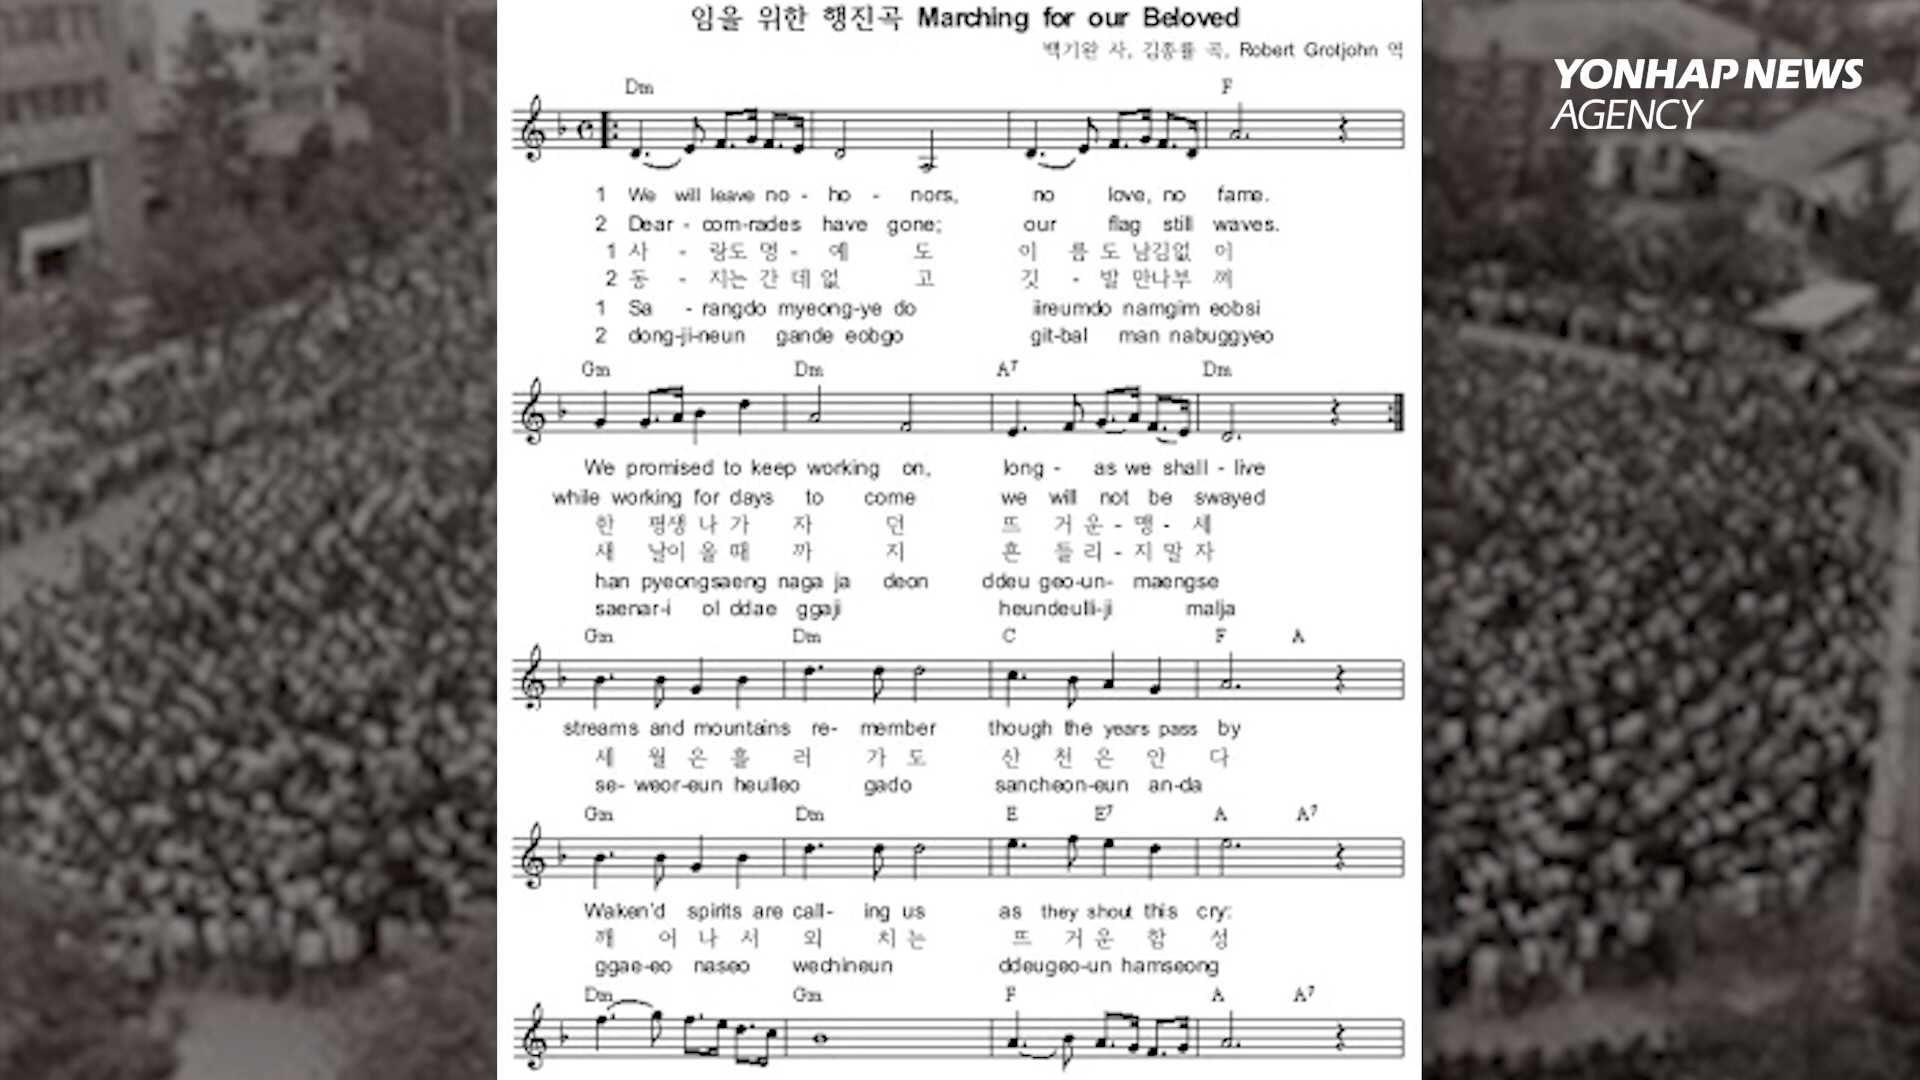 임을 위한 행진곡 Marching for our Beloved
백기완 사, 김종률 곡, Robert Grotjohn 역
YONHAP NEWS
AGENCY
Dm F
1 We will leave no - ho - nors, no love, no fame.
2 Dear - com-rades have gone; our flag still waves.
1 사 - 랑도 명 - 예 도 이 름 도 남김없 이
2 동 - 지는 간 데 없 고 깃 - 발 만나부 껴
1 Sa - rangdo myeong-ye do iireumdo namgim eobsi
2 dong-ji-neun gande eobgo git-bal man nabuggyeo
Gm Dm A7 Dm
We promised to keep working on, long - as we shall - live
while working for days to come we will not be swayed
한 평생 나 가 자 던 뜨 거 운 - 맹 - 세
새 날이 올 때 까 지 흔 들 리 - 지 말 자
han pyeongsaeng naga ja deon ddeu geo-un- maengse
saenar-i ol ddae ggaji heundeulli-ji malja
Gm Dm C F A
streams and mountains re- member though the years pass by
세 월 은 흘 러 가 도 산 천 은 안 다
se- weor-eun heulleo gado sancheon-eun an-da
Gm Dm E E7 A A7
Waken'd spirits are call- ing us as they shout this cry:
깨 어 나 서 외 치 는 뜨 거 운 함 성
ggae-eo naseo wechineun ddeugeo-un hamseong
Dm Gm F A A7